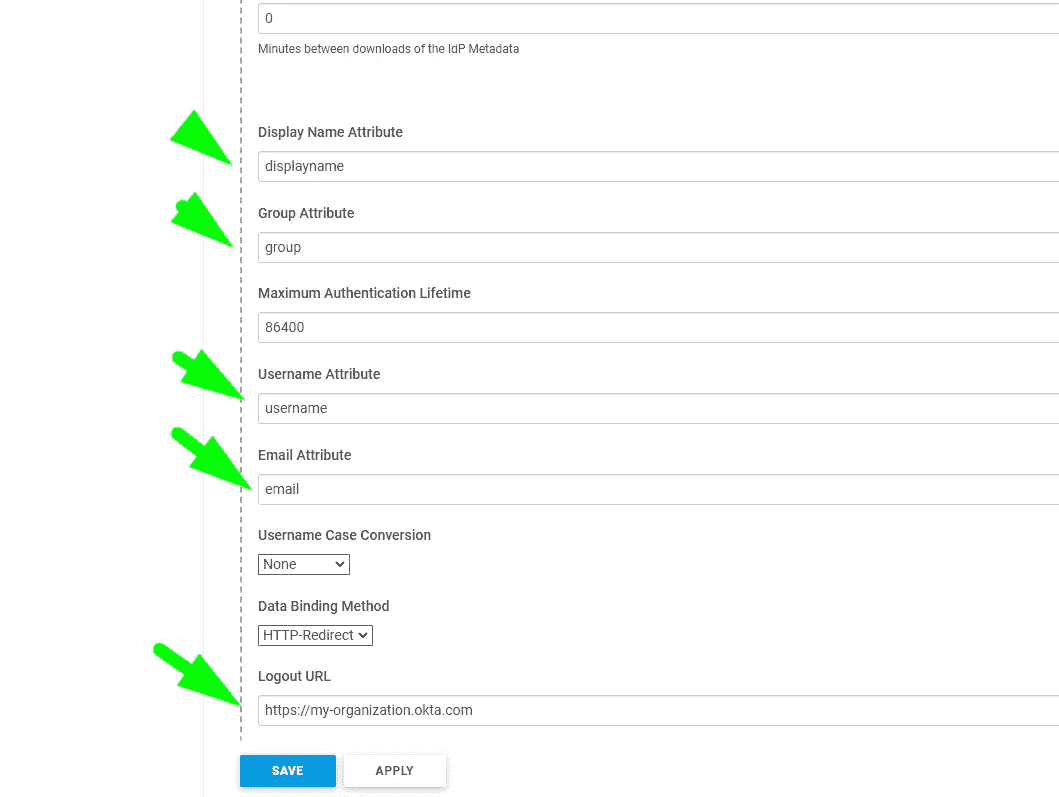 0
Minutes between downloads of the IdP Metadata
Display Name Attribute
displayname
Group Attribute
group
Maximum Authentication Lifetime
86400
Username Attribute
username
Email Attribute
email
Username Case Conversion
None
Data Binding Method
HTTP-Redirect
Logout URL
https://my-organization.okta.com
SAVE APPLY